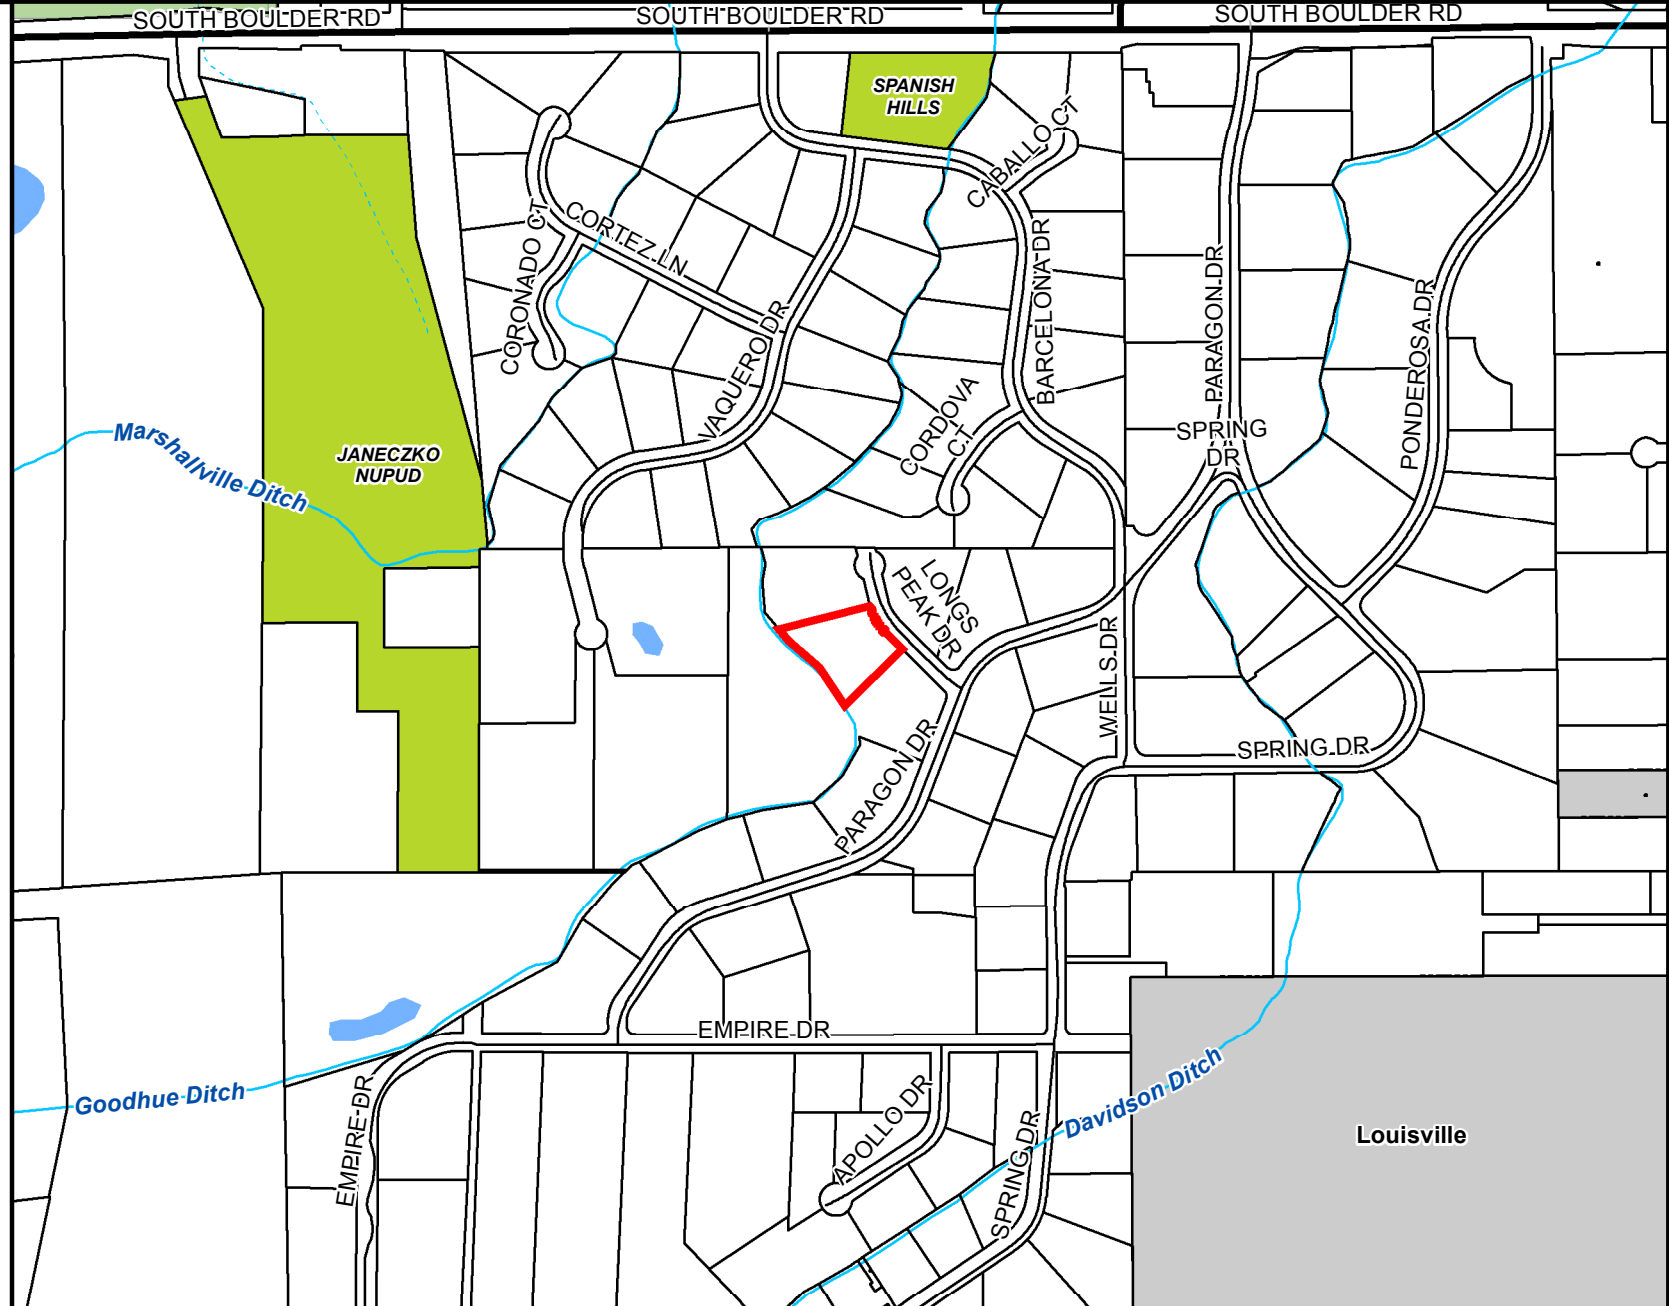 SOUTH BOULDER RD
SOUTH BOULDER RD
SOUTH BOULDER RD
SPANISH
HILLS
CABALLO CT
CORTEZ LN
CORONADO CT
BARCELONA DR
PARAGON DR
PONDEROSA DR
VAQUERO DR
CORDOVA
CT
SPRING
DR
Marshallville Ditch
JANECZKO
NUPUD
LONGS
PEAK DR
WELLS DR
PARAGON DR
SPRING DR
EMPIRE DR
Goodhue Ditch
EMPIRE DR
APOLLO DR
SPRING DR
Davidson Ditch
Louisville